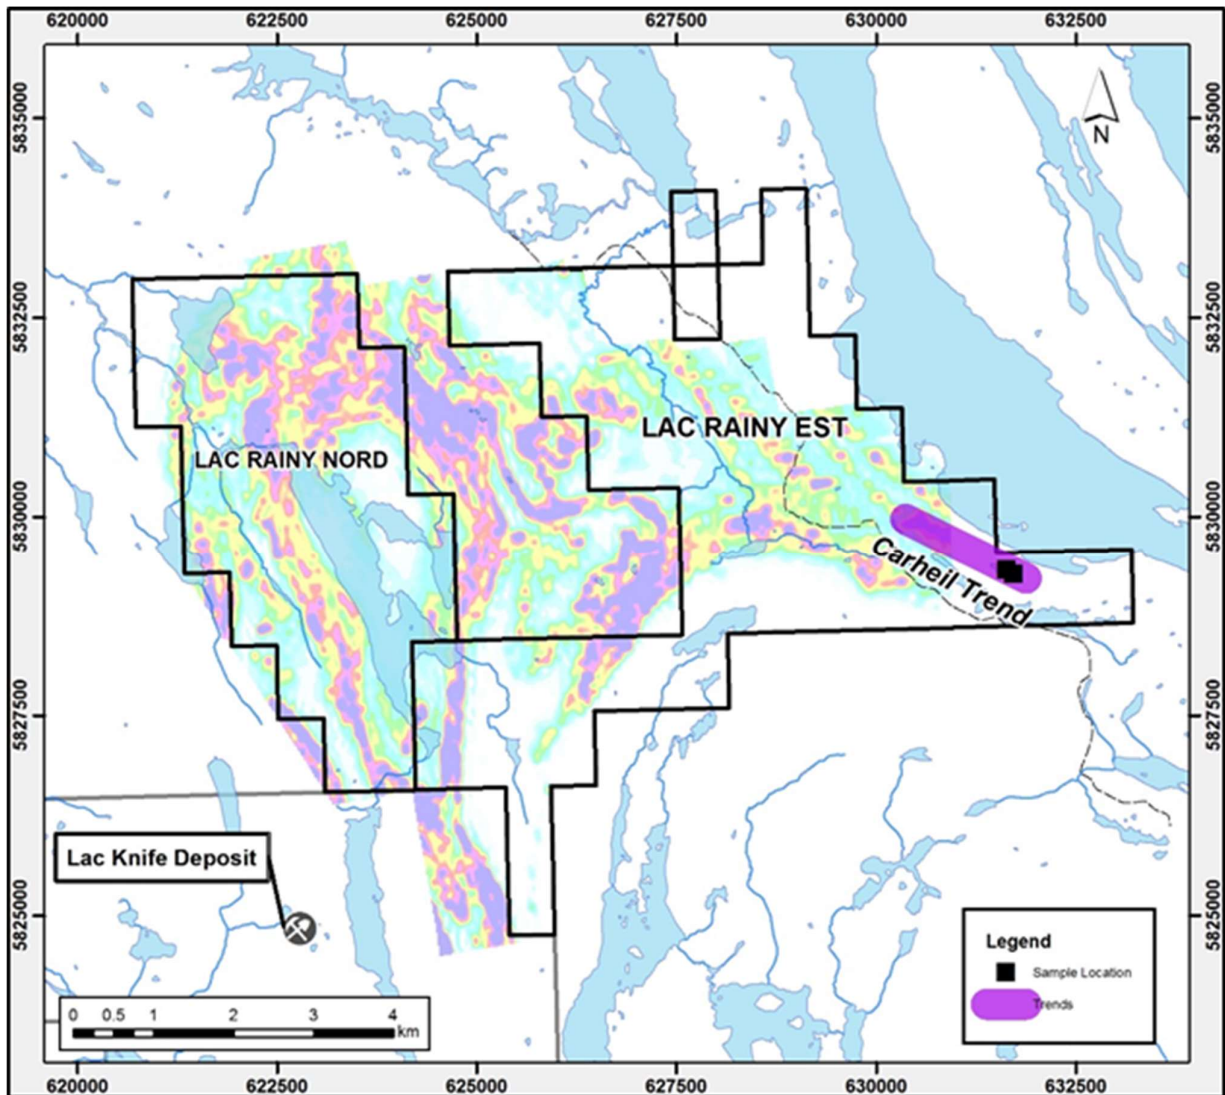 620000 622500 625000 627500 630000 632500
5835000
5835000
N
5832500
5832500
LAC RAINY EST
LAC RAINY NORD
5830000
5830000
Carheil Trend
5827500
5827500
Lac Knife Deposit
5825000
5825000
Legend
Sample Location
Trends
0 0.5 1 2 3 4
km
620000 622500 625000 627500 630000 632500